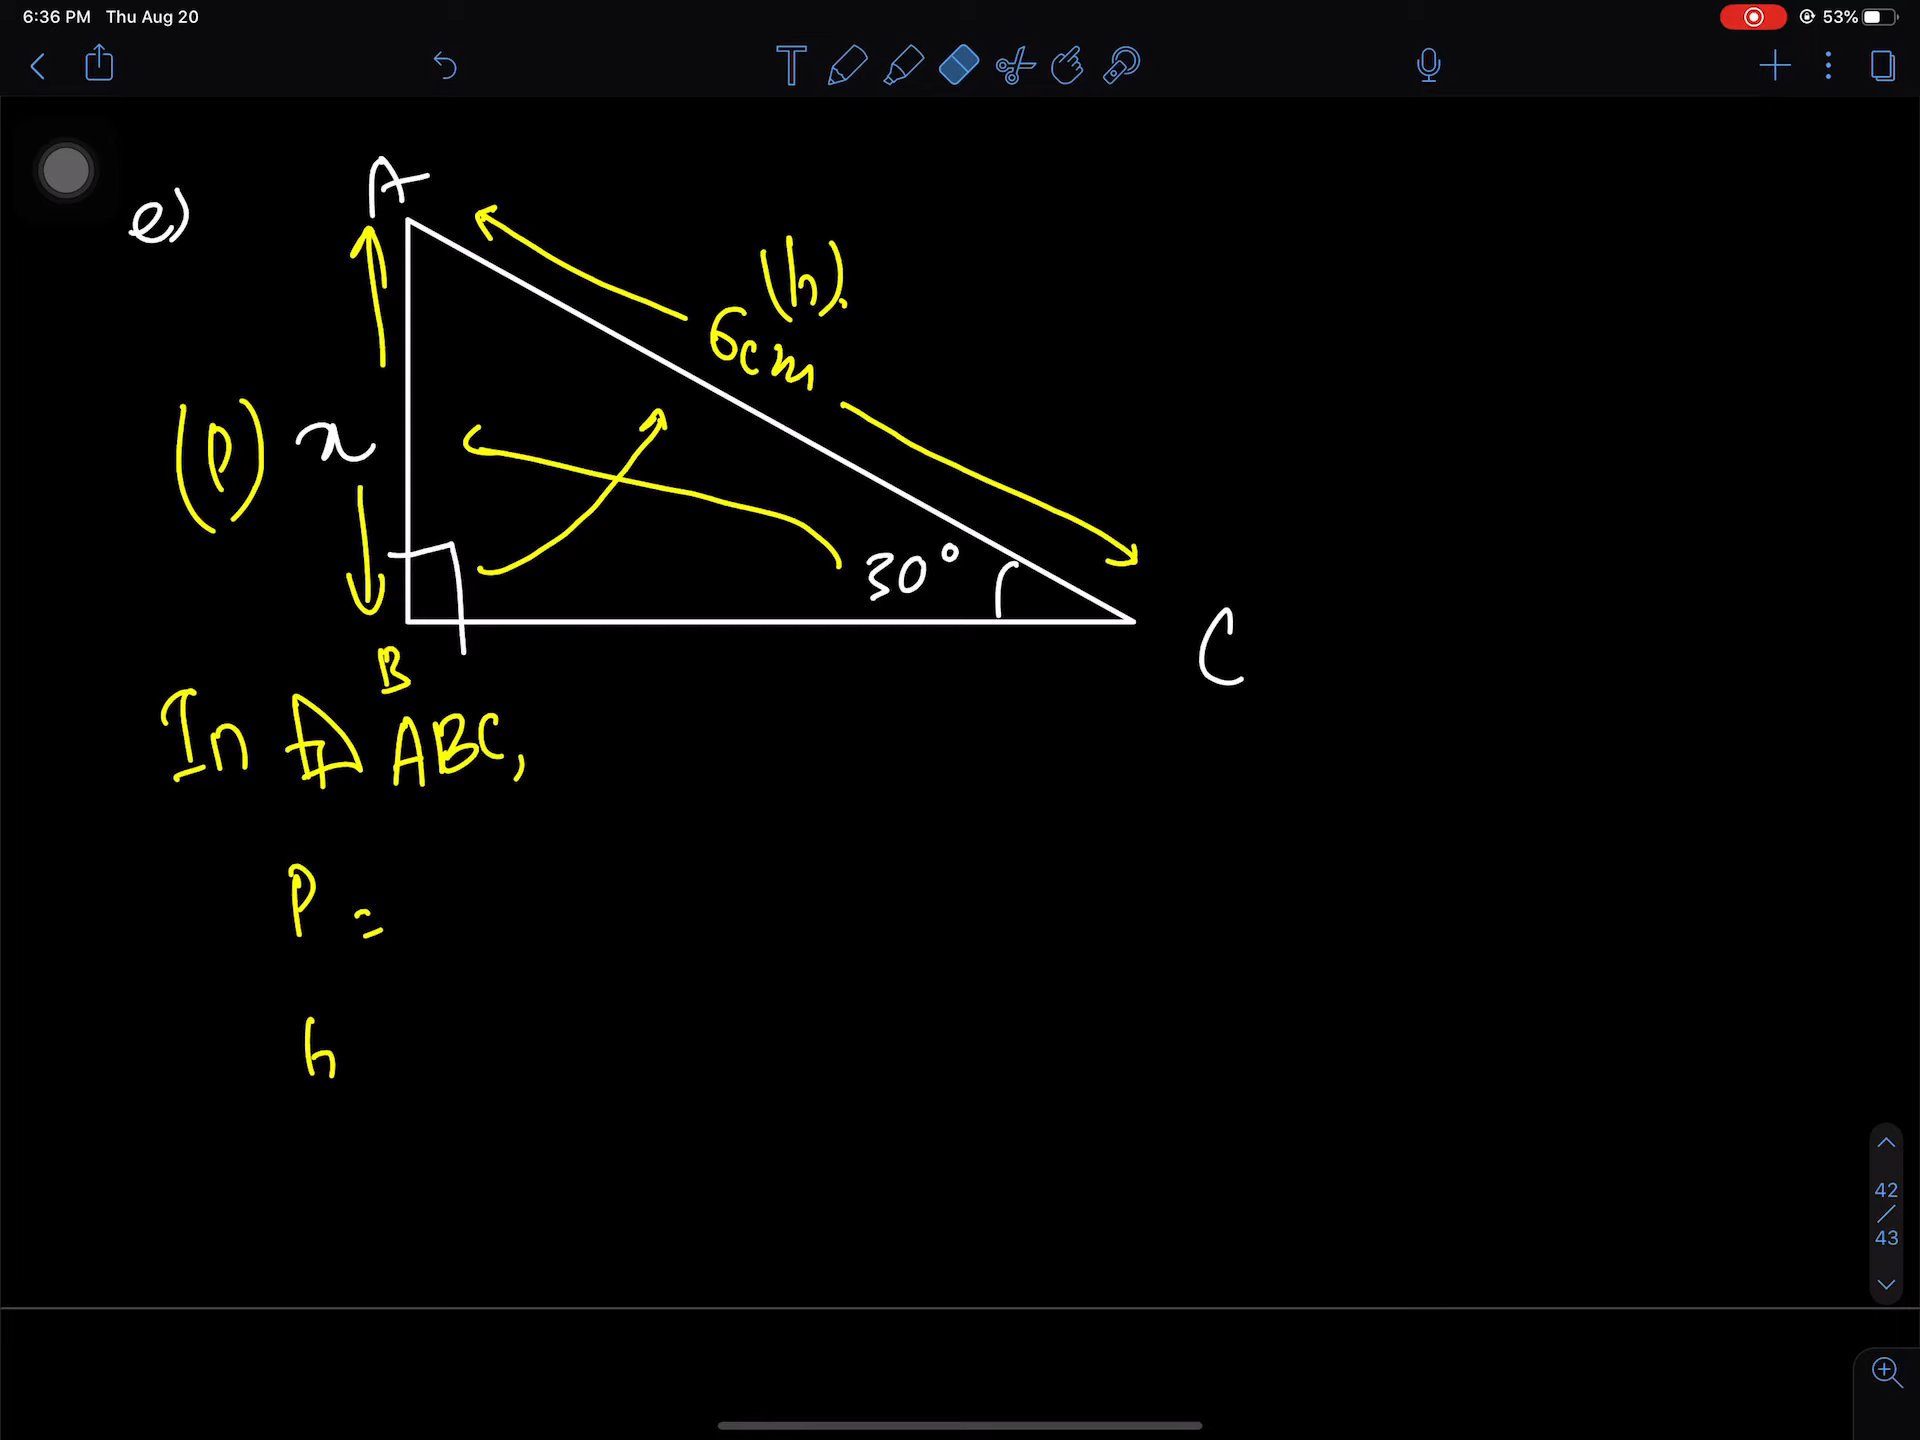 6:36 PM Thu Aug 20
53%
T
e)
A
(h).
6cm
(P) x
30°
C
B
In ABC,
P =
h
42
/
43